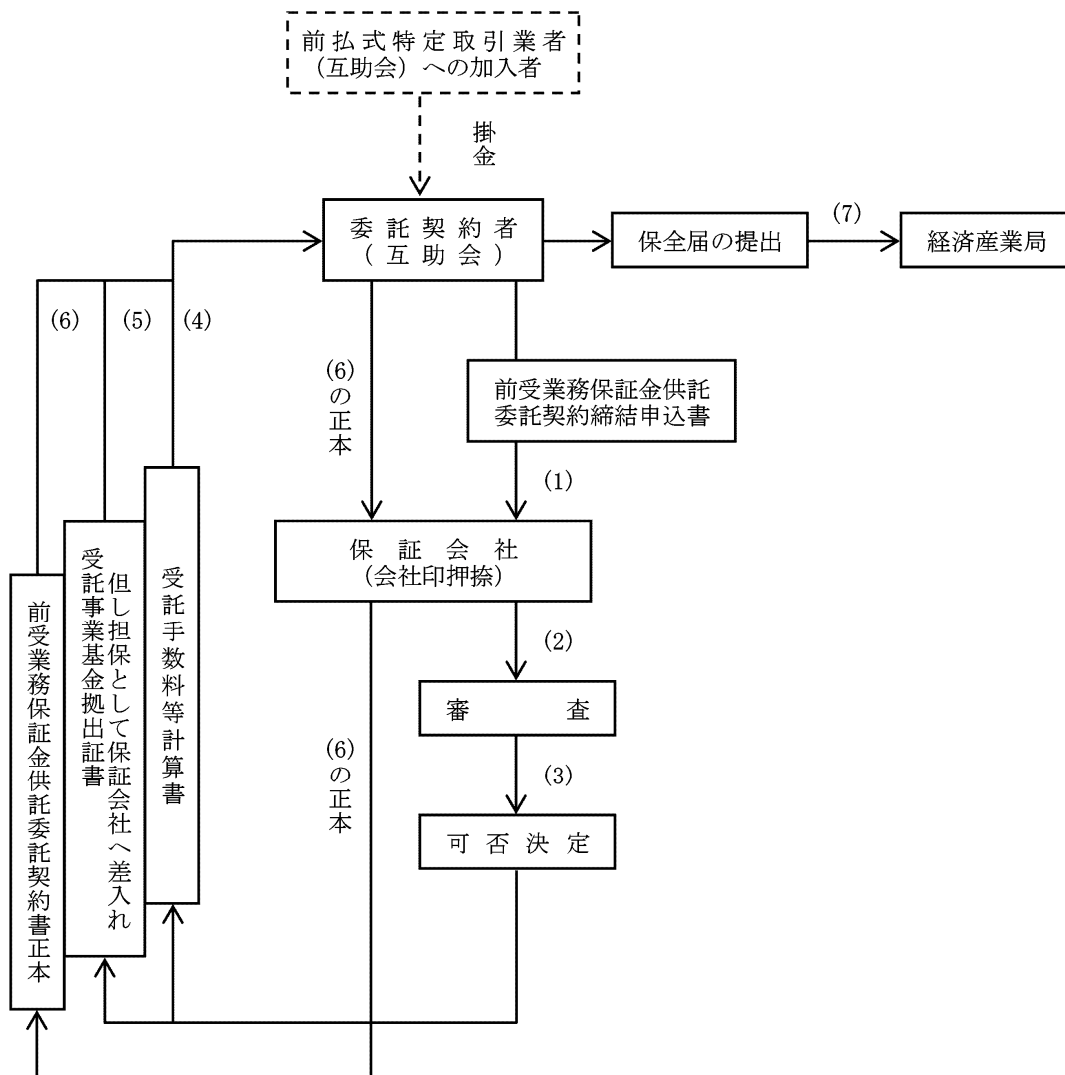 前払式特定取引業者
（互助会）への加入者
掛金
委託契約者
（互助会）
保全届の提出
(7)
経済産業局
(6)
(5)
(4)
(6)の正本
前受業務保証金供託
委託契約締結申込書
(1)
保証会社
(会社印押捺)
(2)
審査
(3)
可否決定
(6)の正本
受託手数料等計算書
但し担保として保証会社へ差入れ
受託事業基金拠出証書
前受業務保証金供託委託契約書正本